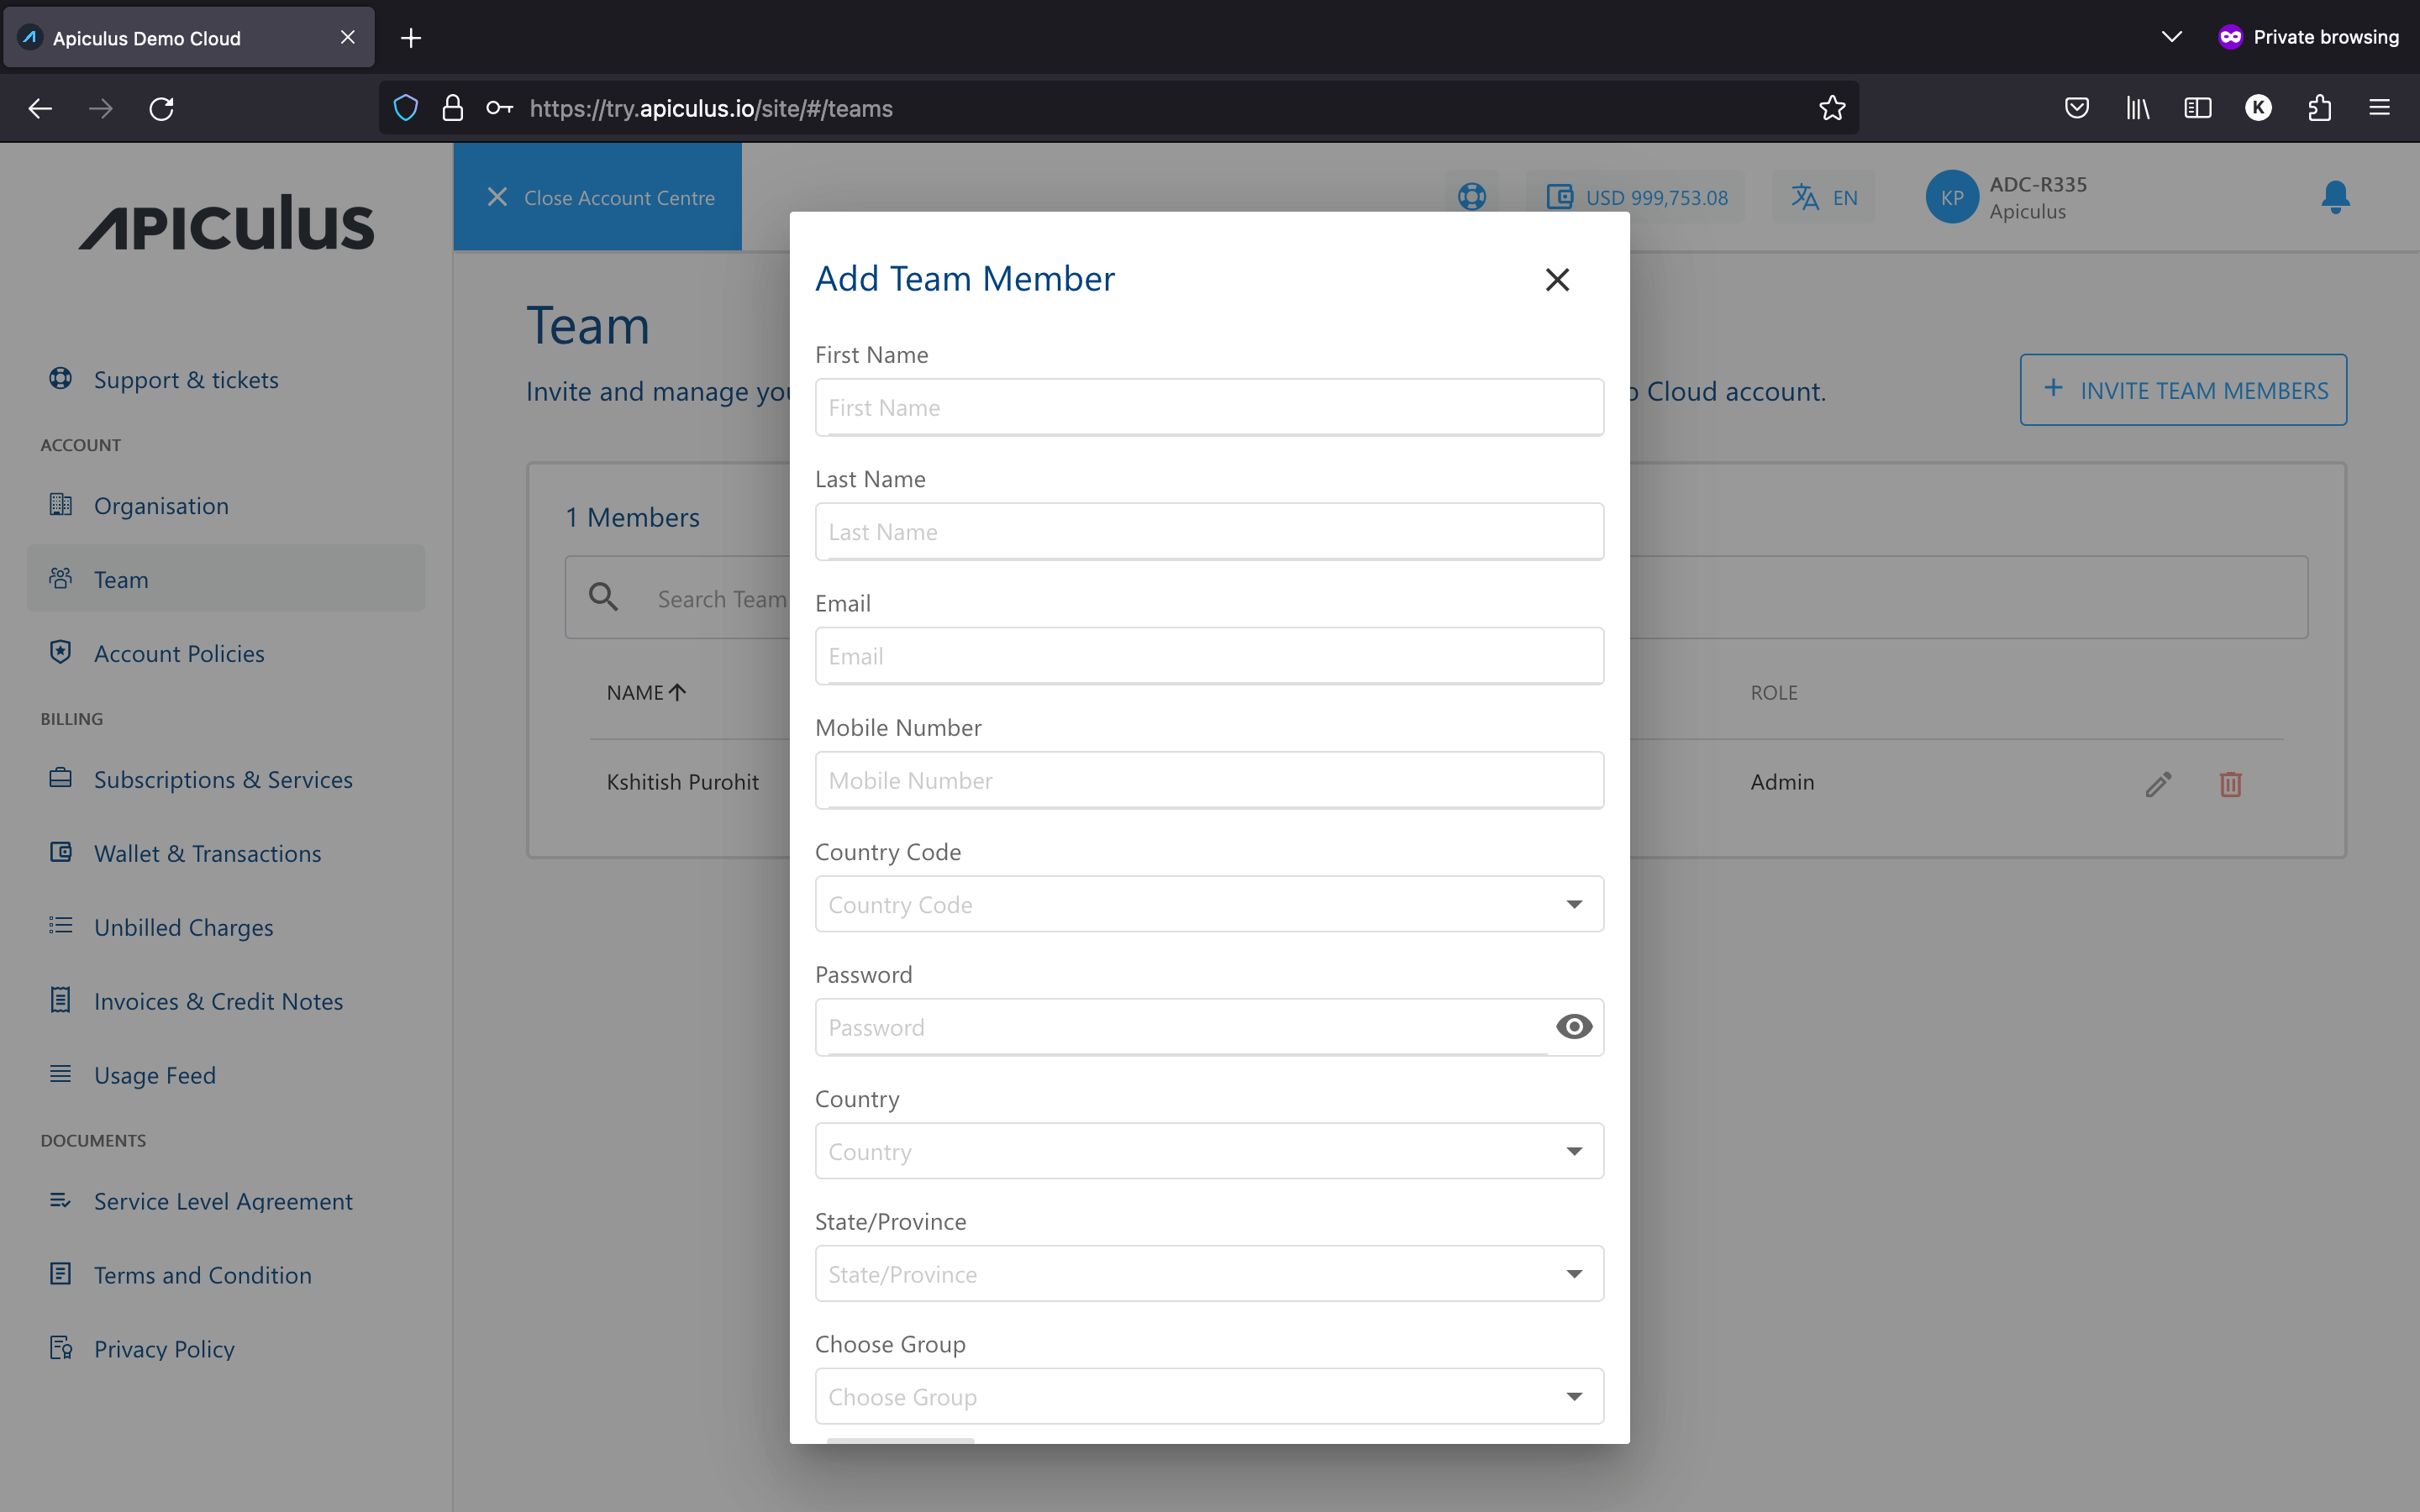 Apiculus Demo Cloud
Private browsing
https://try.apiculus.io/site/#/teams
K
APICULUS
Close Account Centre
USD 999,753.08
EN
KP
ADC-R335
Apiculus
Support & tickets
ACCOUNT
Organisation
Team
Account Policies
BILLING
Subscriptions & Services
Wallet & Transactions
Unbilled Charges
Invoices & Credit Notes
Usage Feed
DOCUMENTS
Service Level Agreement
Terms and Condition
Privacy Policy
Team
Invite and manage
Cloud account.
INVITE TEAM MEMBERS
1 Members
Search Team
NAME
ROLE
Kshitish Purohit
Admin
Add Team Member
First Name
First Name
Last Name
Last Name
Email
Email
Mobile Number
Mobile Number
Country Code
Country Code
Password
Password
Country
Country
State/Province
State/Province
Choose Group
Choose Group